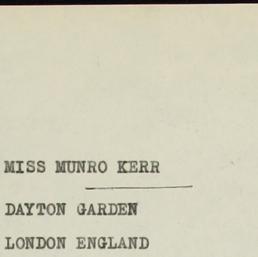 MISS MUNRO KERR
DAYTON GARDEN
LONDON ENGLAND